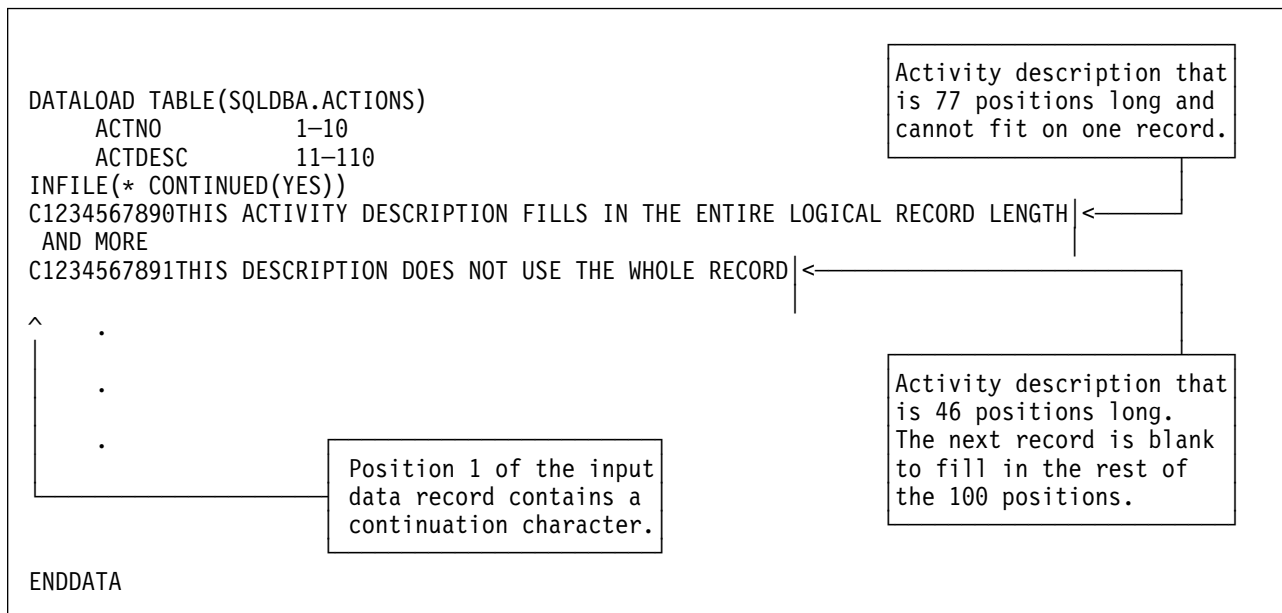 Activity description that
is 77 positions long and
cannot fit on one record.
DATALOAD TABLE(SQLDBA.ACTIONS)
ACTNO 1–10
ACTDESC 11–110
INFILE(* CONTINUED(YES))
C1234567890THIS ACTIVITY DESCRIPTION FILLS IN THE ENTIRE LOGICAL RECORD LENGTH
AND MORE
C1234567891THIS DESCRIPTION DOES NOT USE THE WHOLE RECORD
.
.
.
Activity description that
is 46 positions long.
The next record is blank
to fill in the rest of
the 100 positions.
Position 1 of the input
data record contains a
continuation character.
ENDDATA